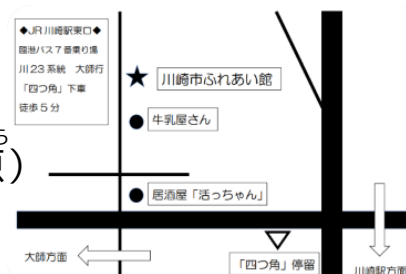 ◆JR川崎駅東口◆
臨港バス7番乗り場
川23系統 大師行
「四つ角」下車
徒歩5分
★ 川崎市ふれあい館
● 牛乳屋さん
● 居酒屋「活っちゃん」
大師方面
「四つ角」停留
川崎駅方面